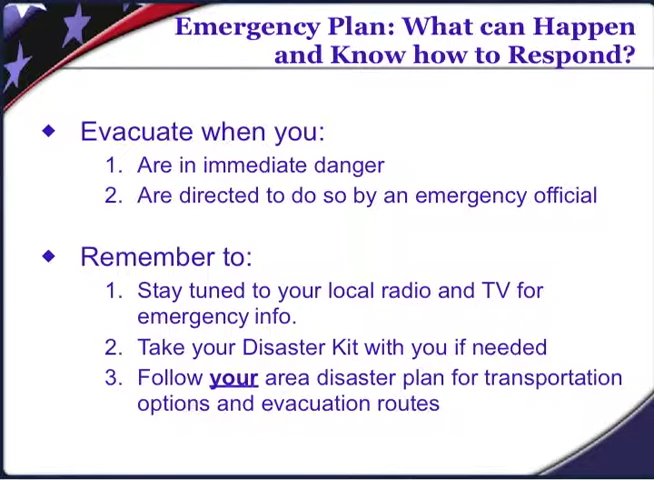 Emergency Plan: What can Happen
and Know how to Respond?
◆ Evacuate when you:
1. Are in immediate danger
2. Are directed to do so by an emergency official
◆ Remember to:
1. Stay tuned to your local radio and TV for
emergency info.
2. Take your Disaster Kit with you if needed
3. Follow your area disaster plan for transportation
options and evacuation routes